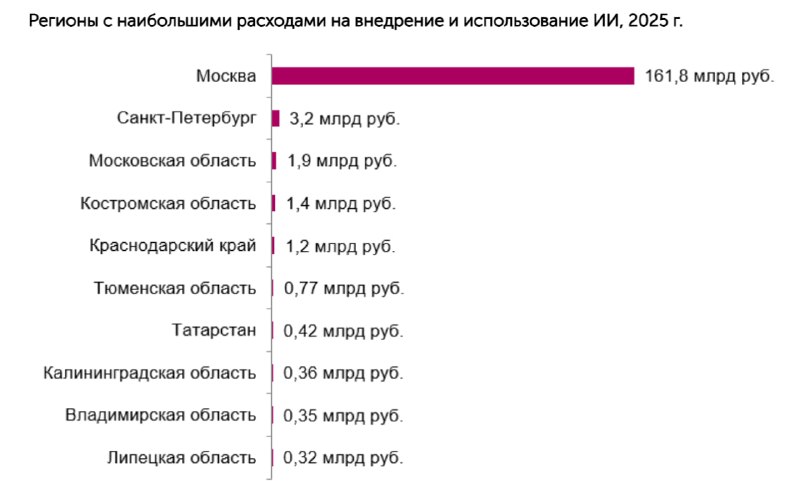 Регионы с наибольшими расходами на внедрение и использование ИИ, 2025 г.
Москва 161,8 млрд руб.
Санкт-Петербург 3,2 млрд руб.
Московская область 1,9 млрд руб.
Костромская область 1,4 млрд руб.
Краснодарский край 1,2 млрд руб.
Тюменская область 0,77 млрд руб.
Татарстан 0,42 млрд руб.
Калининградская область 0,36 млрд руб.
Владимирская область 0,35 млрд руб.
Липецкая область 0,32 млрд руб.